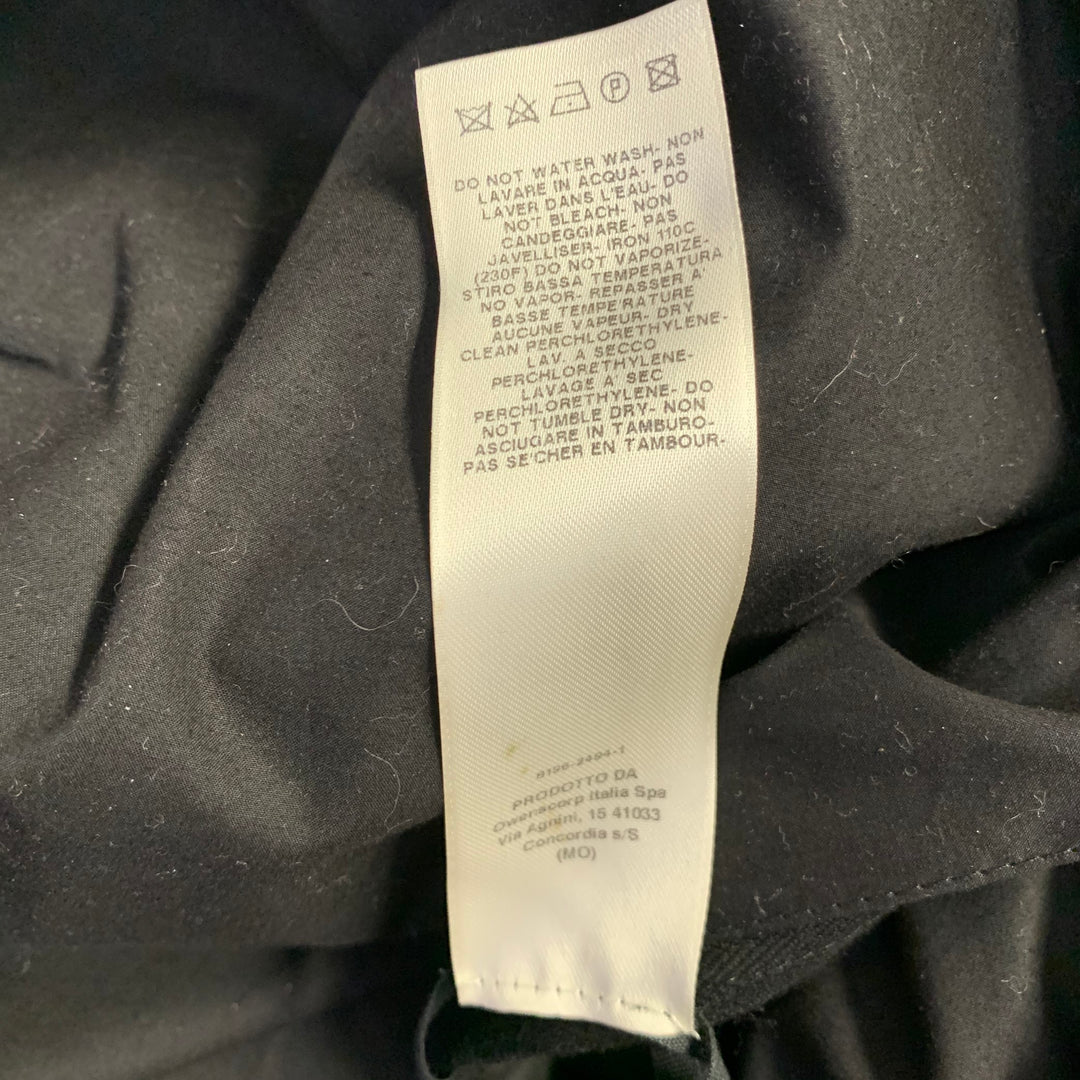 P
DO NOT WATER WASH- NON
LAVARE IN ACQUA- PAS
LAVER DANS L'EAU- DO
NOT BLEACH- NON
CANDEGGIARE- PAS
JAVELLISER- IRON 110C
(230F) DO NOT VAPORIZE-
STIRO BASSA TEMPERATURA
NO VAPOR- REPASSER A'
BASSE TEMPE'RATURE
AUCUNE VAPEUR- DRY
CLEAN PERCHLORETHYLENE-
LAV. A SECCO
PERCHLORETHYLENE-
LAVAGE A' SEC
PERCHLORETHYLENE- DO
NOT TUMBLE DRY- NON
ASCIUGARE IN TAMBURO-
PAS SE'CHER EN TAMBOUR-
PRODOTTO DA
Owenscorp Italia Spa
Via Agnini, 15 41033
Concordia s/S
(MO)